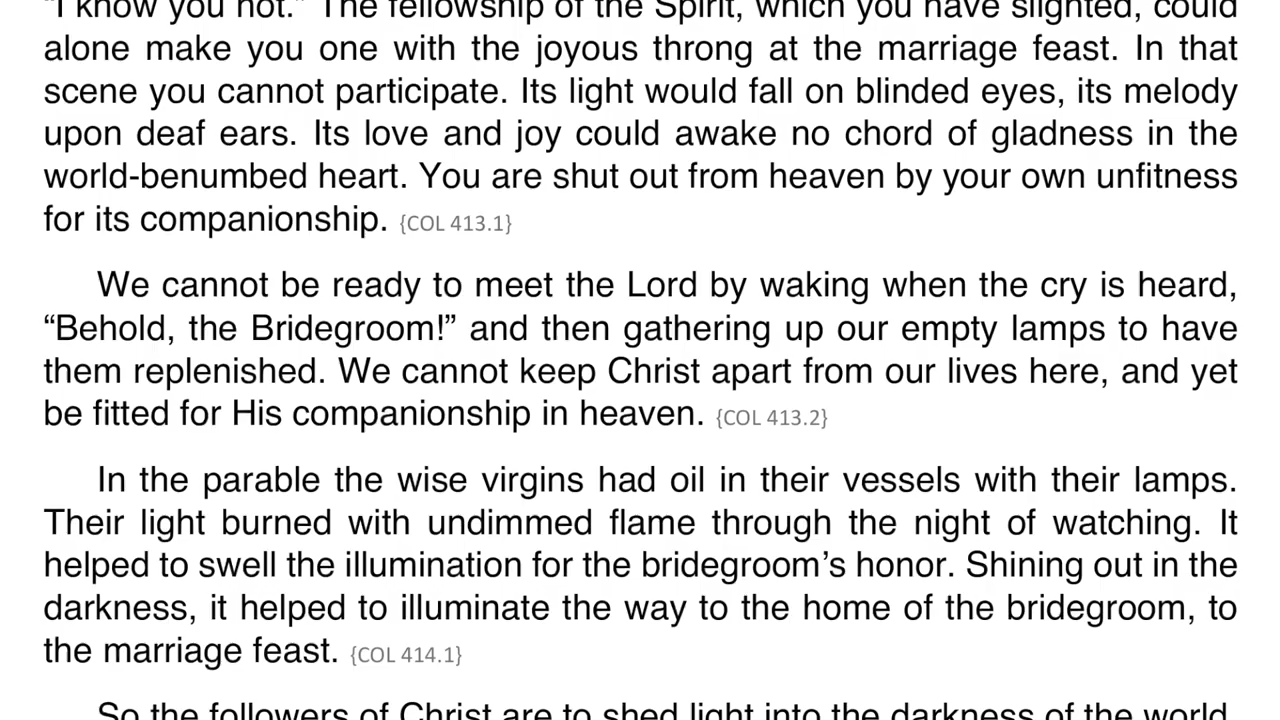 “I know you not.” The fellowship of the Spirit, which you have slighted, could
alone make you one with the joyous throng at the marriage feast. In that
scene you cannot participate. Its light would fall on blinded eyes, its melody
upon deaf ears. Its love and joy could awake no chord of gladness in the
world-benumbed heart. You are shut out from heaven by your own unfitness
for its companionship. {COL 413.1}
We cannot be ready to meet the Lord by waking when the cry is heard,
“Behold, the Bridegroom!” and then gathering up our empty lamps to have
them replenished. We cannot keep Christ apart from our lives here, and yet
be fitted for His companionship in heaven. {COL 413.2}
In the parable the wise virgins had oil in their vessels with their lamps.
Their light burned with undimmed flame through the night of watching. It
helped to swell the illumination for the bridegroom’s honor. Shining out in the
darkness, it helped to illuminate the way to the home of the bridegroom, to
the marriage feast. {COL 414.1}
So the followers of Christ are to shed light into the darkness of the world.